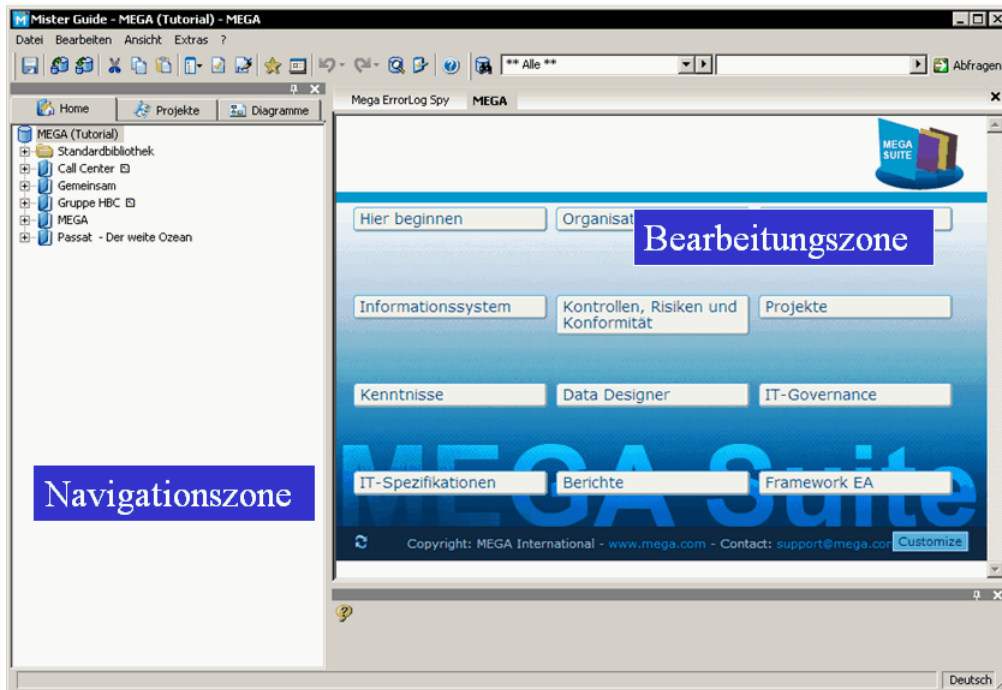 Mister Guide - MEGA (Tutorial) - MEGA
Datei Bearbeiten Ansicht Extras ?
** Alle **
Abfragen
Home Projekte Diagramme
Mega ErrorLog Spy MEGA
MEGA (Tutorial)
Standardbibliothek
Call Center
Gemeinsam
Gruppe HBC
MEGA
Passat - Der weite Ozean
MEGA
SUITE
Hier beginnen
Bearbeitungszone
Informationssystem
Kontrollen, Risiken und
Konformität
Projekte
Kenntnisse
Data Designer
IT-Governance
MEGA Suite
IT-Spezifikationen
Berichte
Framework EA
Navigationszone
Copyright: MEGA International - www.mega.com - Contact: support@mega.com
Customize
Deutsch